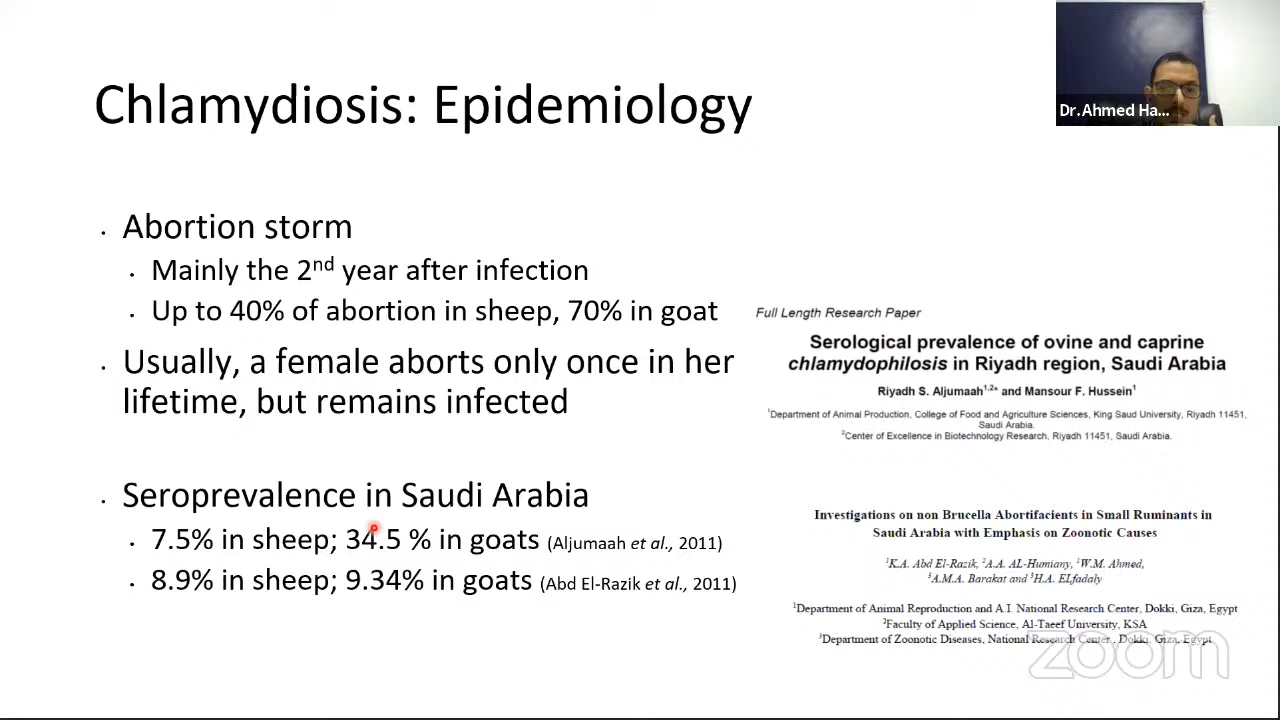 Chlamydiosis: Epidemiology
Dr.Ahmed Ha...
• Abortion storm
• Mainly the 2nd year after infection
• Up to 40% of abortion in sheep, 70% in goat
• Usually, a female aborts only once in her
lifetime, but remains infected
• Seroprevalence in Saudi Arabia
• 7.5% in sheep; 34.5 % in goats (Aljumaah et al., 2011)
• 8.9% in sheep; 9.34% in goats (Abd El-Razik et al., 2011)
Full Length Research Paper
Serological prevalence of ovine and caprine
chlamydophilosis in Riyadh region, Saudi Arabia
Riyadh S. Aljumaah1,2* and Mansour F. Hussein1
1Department of Animal Production, College of Food and Agriculture Sciences, King Saud University, Riyadh 11451,
Saudi Arabia.
2Center of Excellence in Biotechnology Research, Riyadh 11451, Saudi Arabia.
Investigations on non Brucella Abortifacients in Small Ruminants in
Saudi Arabia with Emphasis on Zoonotic Causes
1K.A. Abd El-Razik, 2A.A. AL-Humiany, 1W.M. Ahmed,
3A.M.A. Barakat and 3H.A. ELfadaly
1Department of Animal Reproduction and A.I. National Research Center, Dokki, Giza, Egypt
2Faculty of Applied Science, Al-Taeef University, KSA
3Department of Zoonotic Diseases, National Research Center, Dokki, Giza, Egypt
zoom